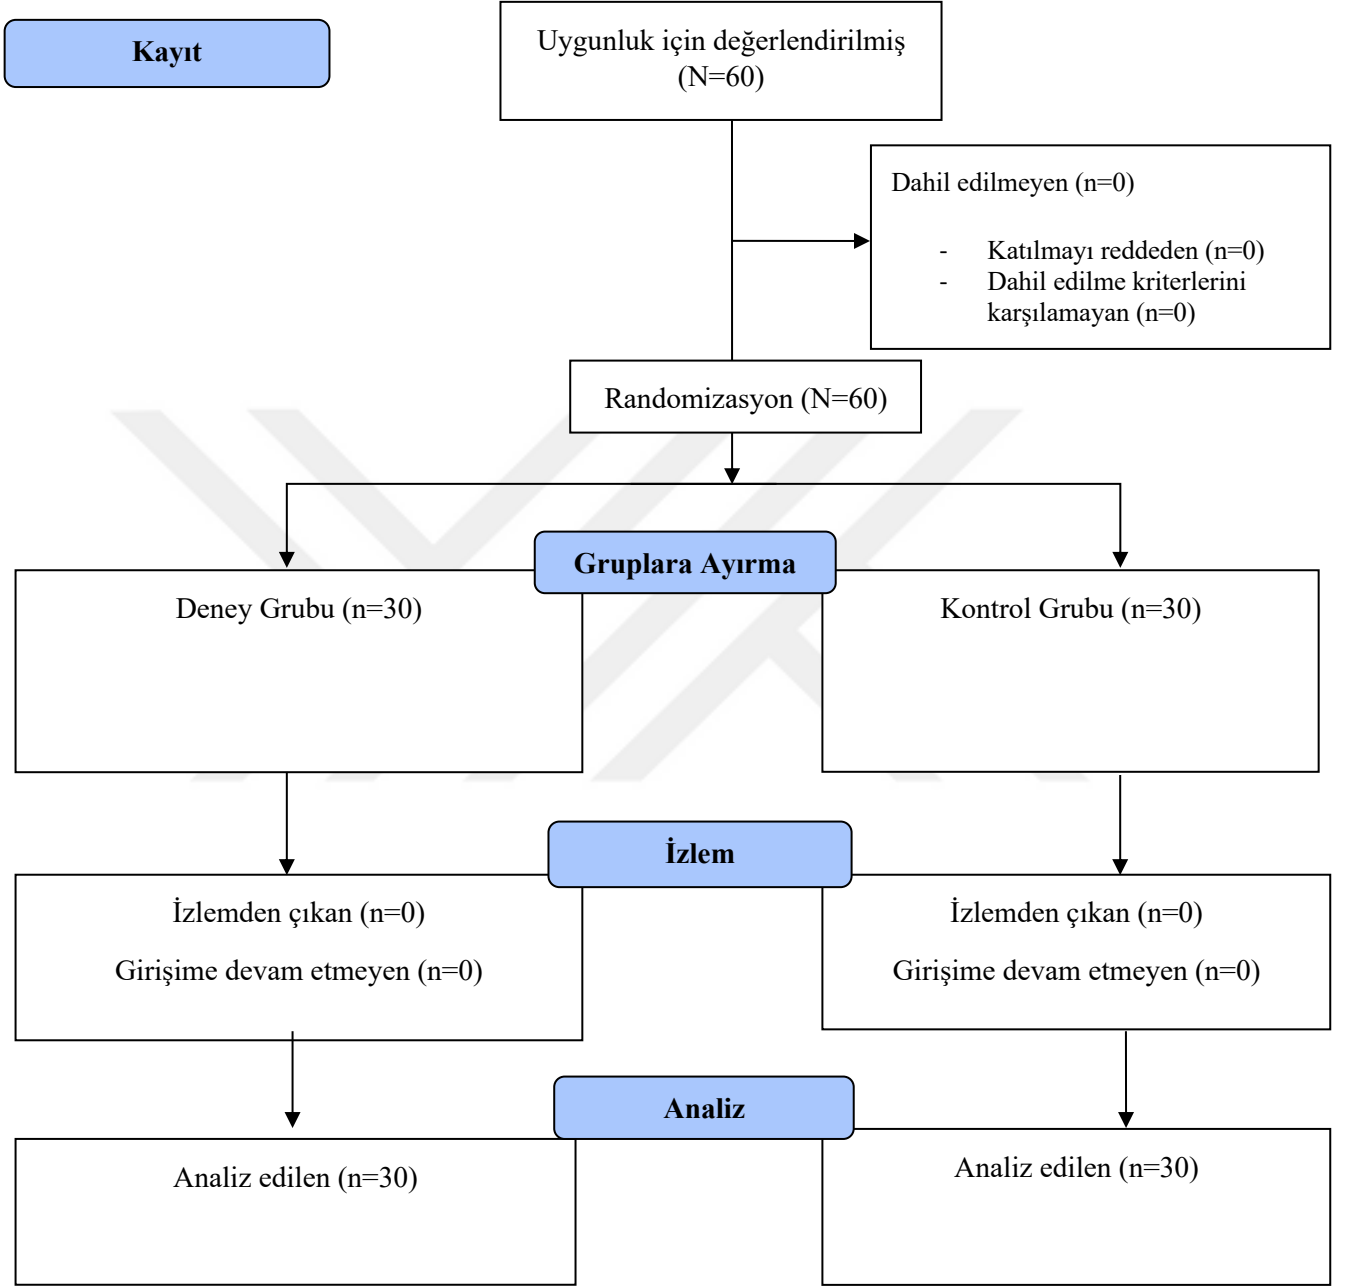 Kayıt
Uygunluk için değerlendirilmiş
(N=60)
Dahil edilmeyen (n=0)
- Katılmayı reddeden (n=0)
- Dahil edilme kriterlerini
karşılamayan (n=0)
Randomizasyon (N=60)
Gruplara Ayırma
Deney Grubu (n=30)
Kontrol Grubu (n=30)
İzlem
İzlemden çıkan (n=0)
Girişime devam etmeyen (n=0)
İzlemden çıkan (n=0)
Girişime devam etmeyen (n=0)
Analiz
Analiz edilen (n=30)
Analiz edilen (n=30)